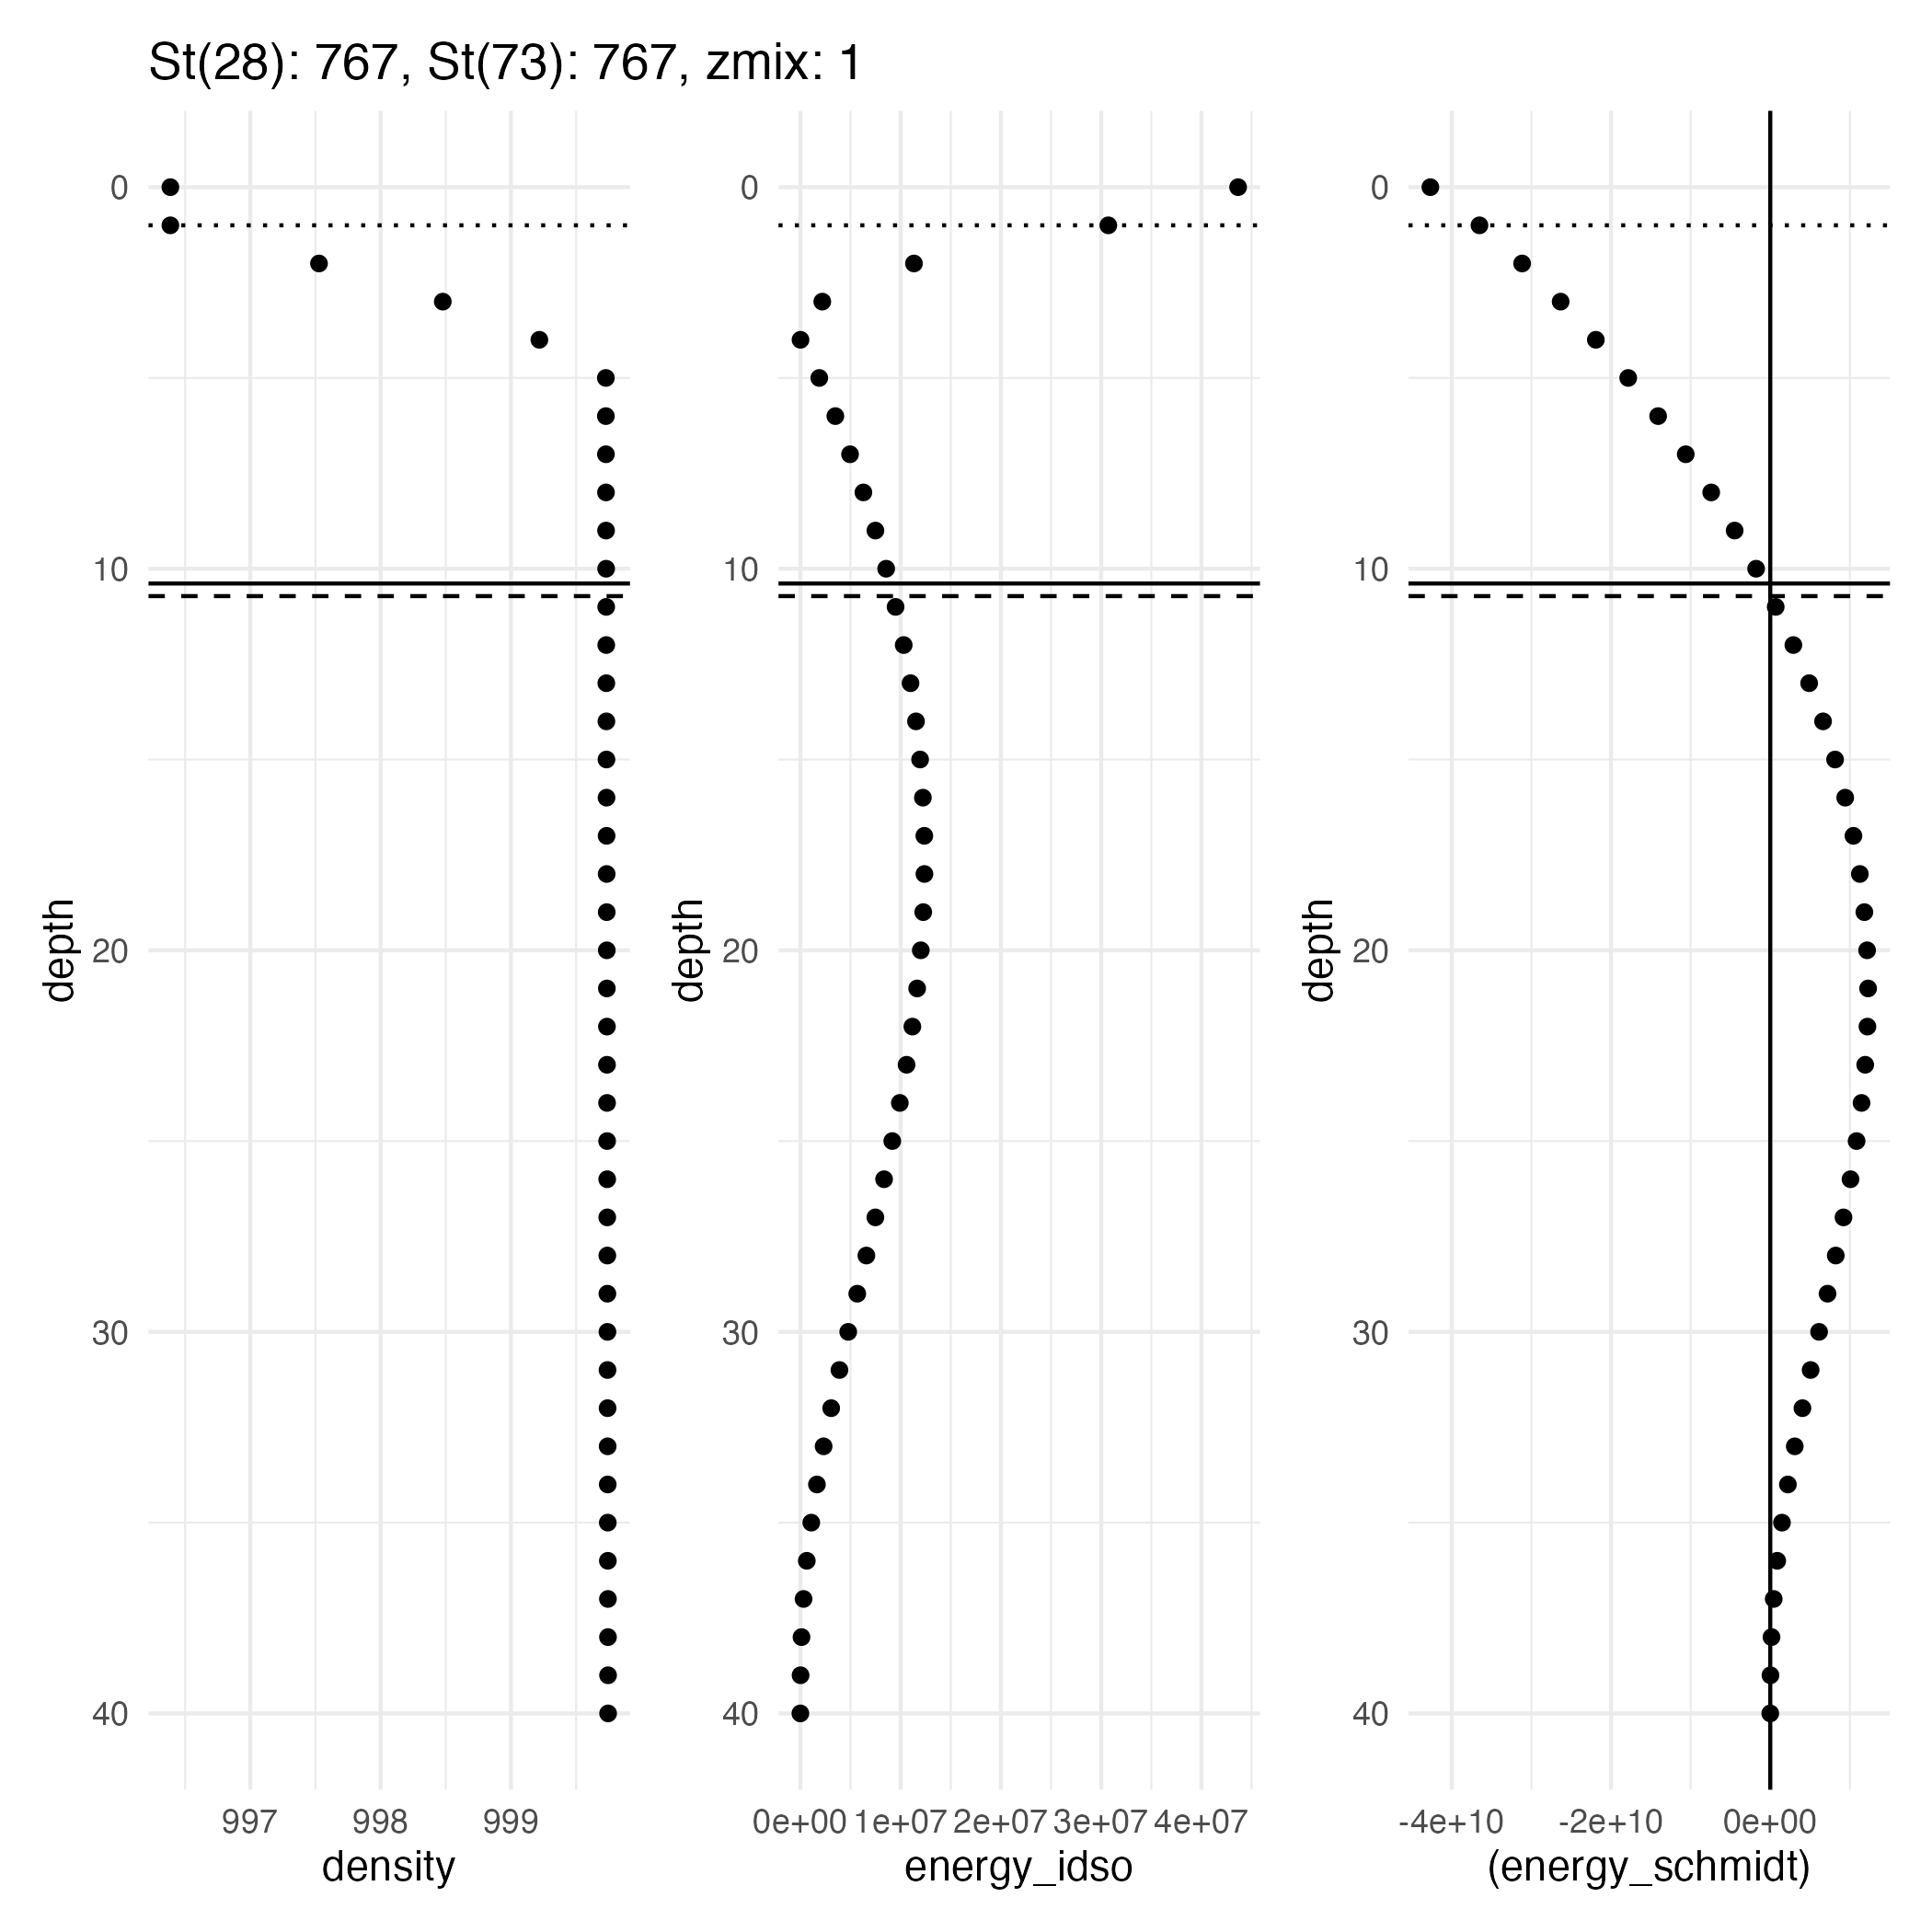 St(28): 767, St(73): 767, zmix: 1
depth
0
10
20
30
40
997 998 999
density
depth
0
10
20
30
40
0e+00 1e+07 2e+07 3e+07 4e+07
energy_idso
depth
0
10
20
30
40
-4e+10 -2e+10 0e+00
(energy_schmidt)